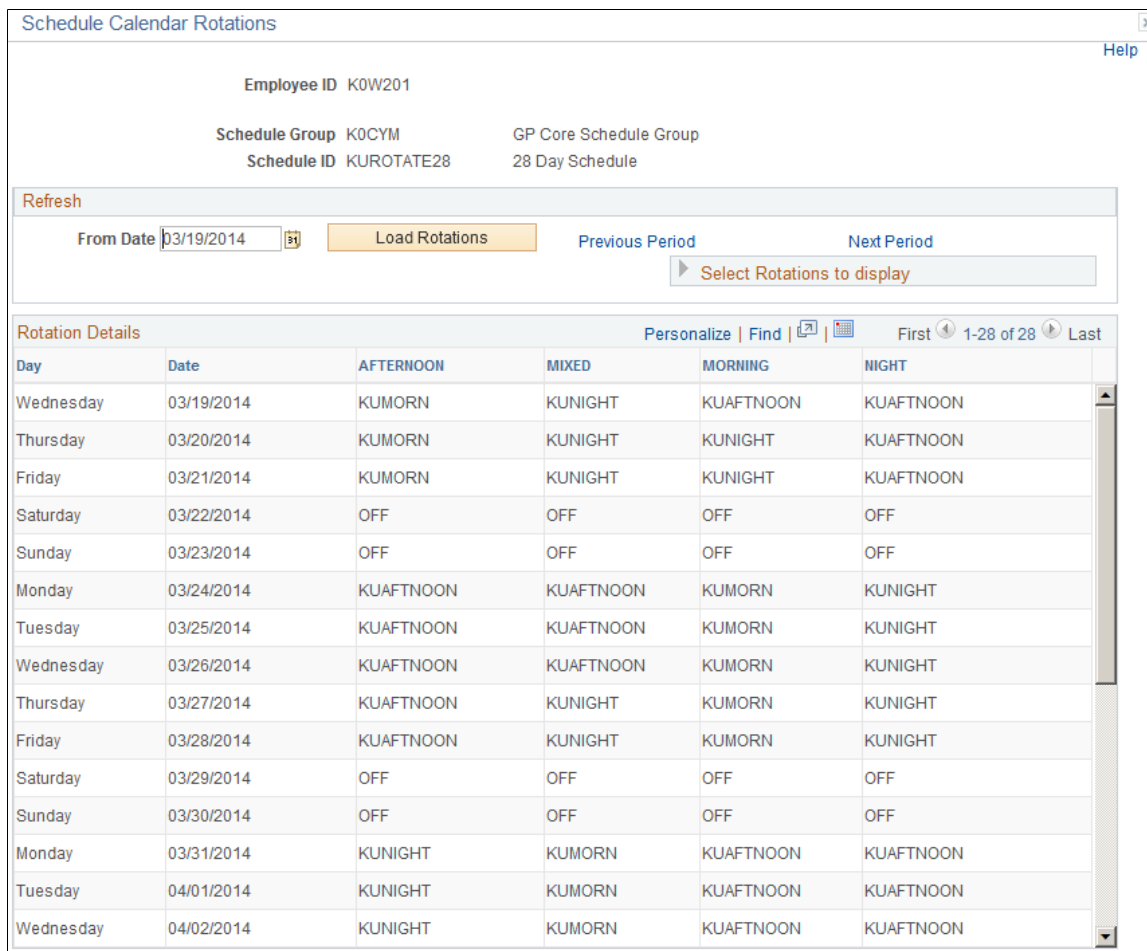 Schedule Calendar Rotations
Help
Employee ID K0W201
Schedule Group K0CYM GP Core Schedule Group
Schedule ID KUROTATE28 28 Day Schedule
Refresh
From Date 03/19/2014 31 Load Rotations Previous Period Next Period
Select Rotations to display
Rotation Details Personalize | Find | | First 1-28 of 28 Last
Day Date AFTERNOON MIXED MORNING NIGHT
Wednesday 03/19/2014 KUMORN KUNIGHT KUAFTNOON KUAFTNOON
Thursday 03/20/2014 KUMORN KUNIGHT KUNIGHT KUAFTNOON
Friday 03/21/2014 KUMORN KUNIGHT KUNIGHT KUAFTNOON
Saturday 03/22/2014 OFF OFF OFF OFF
Sunday 03/23/2014 OFF OFF OFF OFF
Monday 03/24/2014 KUAFTNOON KUAFTNOON KUMORN KUNIGHT
Tuesday 03/25/2014 KUAFTNOON KUAFTNOON KUMORN KUNIGHT
Wednesday 03/26/2014 KUAFTNOON KUAFTNOON KUMORN KUNIGHT
Thursday 03/27/2014 KUAFTNOON KUNIGHT KUMORN KUNIGHT
Friday 03/28/2014 KUAFTNOON KUNIGHT KUMORN KUNIGHT
Saturday 03/29/2014 OFF OFF OFF OFF
Sunday 03/30/2014 OFF OFF OFF OFF
Monday 03/31/2014 KUNIGHT KUMORN KUAFTNOON KUAFTNOON
Tuesday 04/01/2014 KUNIGHT KUMORN KUAFTNOON KUAFTNOON
Wednesday 04/02/2014 KUNIGHT KUMORN KUAFTNOON KUAFTNOON